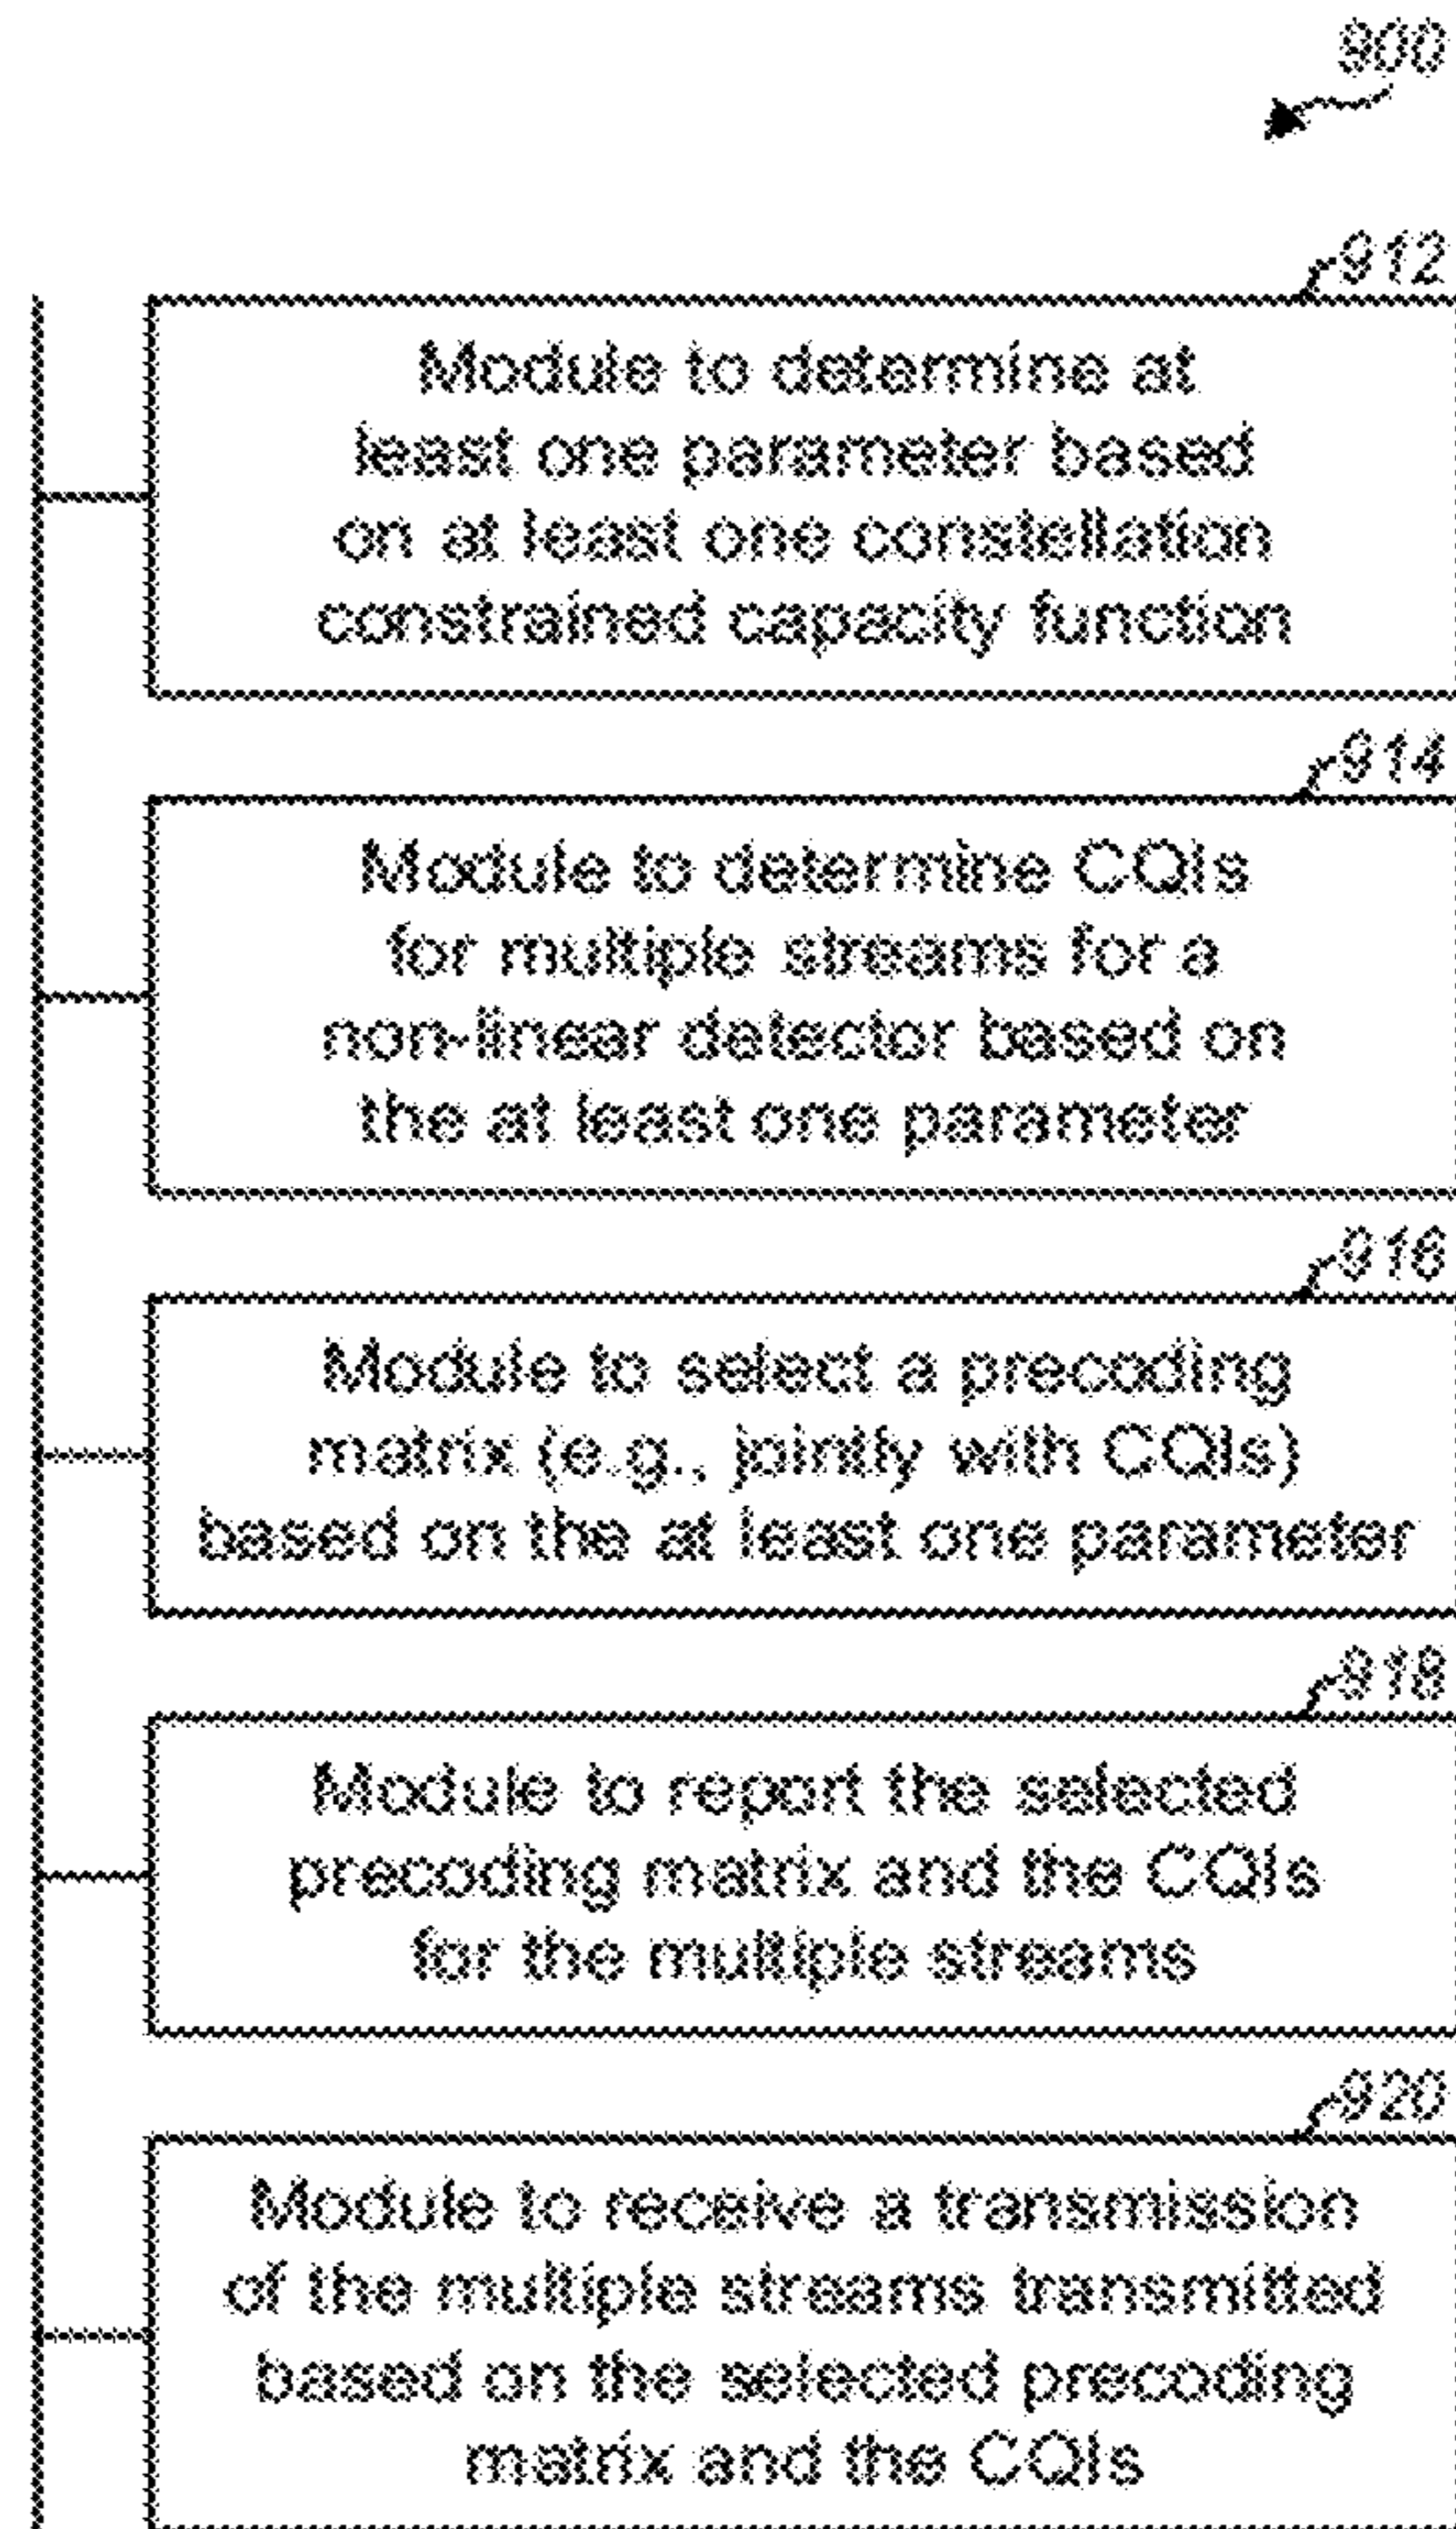 900
912
Module to determine at
least one parameter based
on at least one constellation
constrained capacity function
914
Module to determine CQIs
for multiple streams for a
non-linear detector based on
the at least one parameter
916
Module to select a precoding
matrix (e.g., jointly with CQIs)
based on the at least one parameter
918
Module to report the selected
precoding matrix and the CQIs
for the multiple streams
920
Module to receive a transmission
of the multiple streams transmitted
based on the selected precoding
matrix and the CQIs